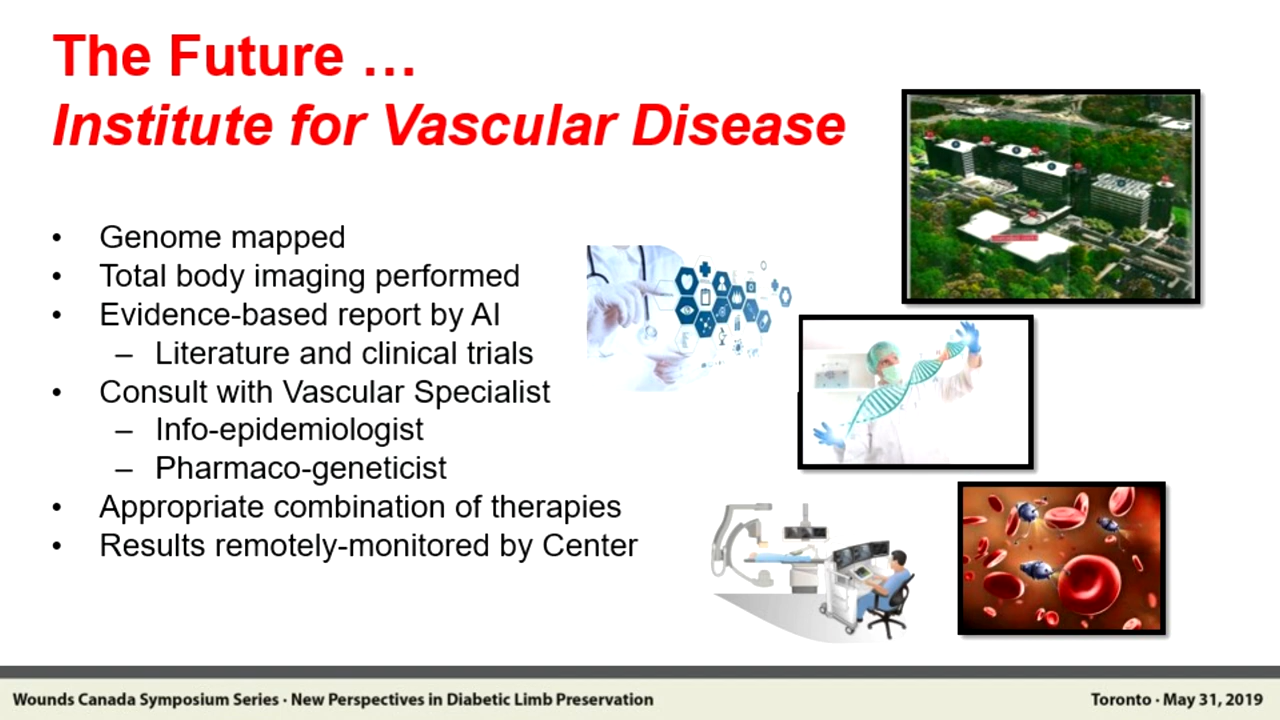 The Future …
Institute for Vascular Disease
• Genome mapped
• Total body imaging performed
• Evidence-based report by AI
– Literature and clinical trials
• Consult with Vascular Specialist
– Info-epidemiologist
– Pharmaco-geneticist
• Appropriate combination of therapies
• Results remotely-monitored by Center
Wounds Canada Symposium Series · New Perspectives in Diabetic Limb Preservation
Toronto · May 31, 2019